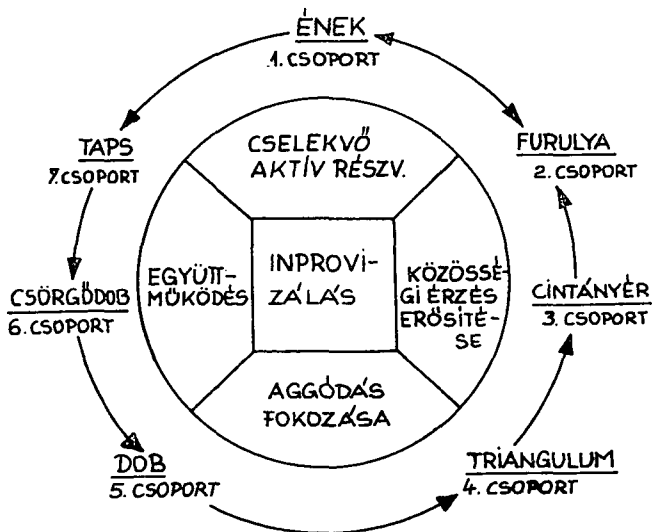 ÉNEK
1. CSOPORT
TAPS
7. CSOPORT
CSELEKVŐ
AKTÍV RÉSZV.
FURULYA
2. CSOPORT
EGYÜTT-
MŰKÖDÉS
INPROVI-
ZÁLÁS
KÖZÖSSÉ-
GI ÉRZÉS
ERŐSÍTÉ-
SE
CSÖRGŐDOB
6. CSOPORT
CINTÁNYÉR
3. CSOPORT
AGGÓDÁS
FOKOZÁSA
DOB
5. CSOPORT
TRIANGULUM
4. CSOPORT